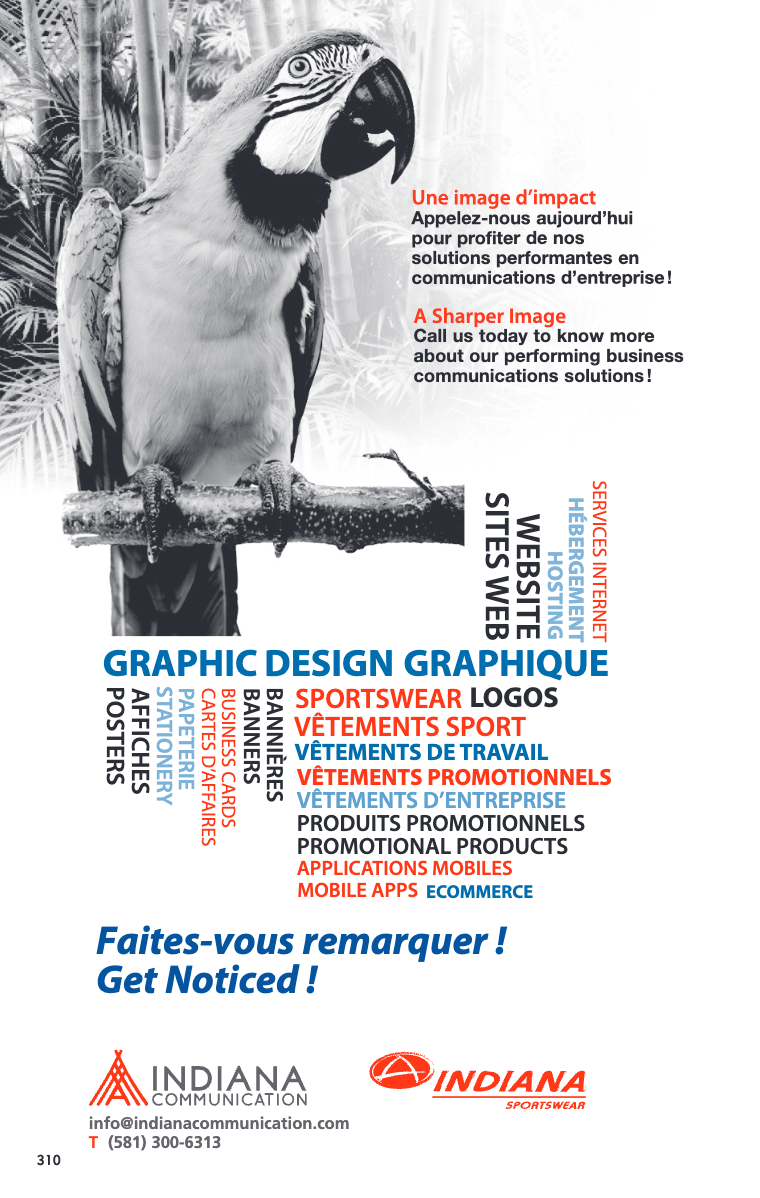 Une image d’impact
Appelez-nous aujourd’hui
pour profiter de nos
solutions performantes en
communications d’entreprise !
A Sharper Image
Call us today to know more
about our performing business
communications solutions !
SITES WEB
WEBSITE
HOSTING
HÉBERGEMENT
SERVICES INTERNET
GRAPHIC DESIGN GRAPHIQUE
POSTERS
AFFICHES
STATIONERY
PAPETERIE
CARTES D’AFFAIRES
BUSINESS CARDS
BANNERS
BANNIÈRES
SPORTSWEAR LOGOS
VÊTEMENTS SPORT
VÊTEMENTS DE TRAVAIL
VÊTEMENTS PROMOTIONNELS
VÊTEMENTS D’ENTREPRISE
PRODUITS PROMOTIONNELS
PROMOTIONAL PRODUCTS
APPLICATIONS MOBILES
MOBILE APPS ECOMMERCE
Faites-vous remarquer !
Get Noticed !
INDIANA
COMMUNICATION
INDIANA
SPORTSWEAR
info@indianacommunication.com
T (581) 300-6313
310